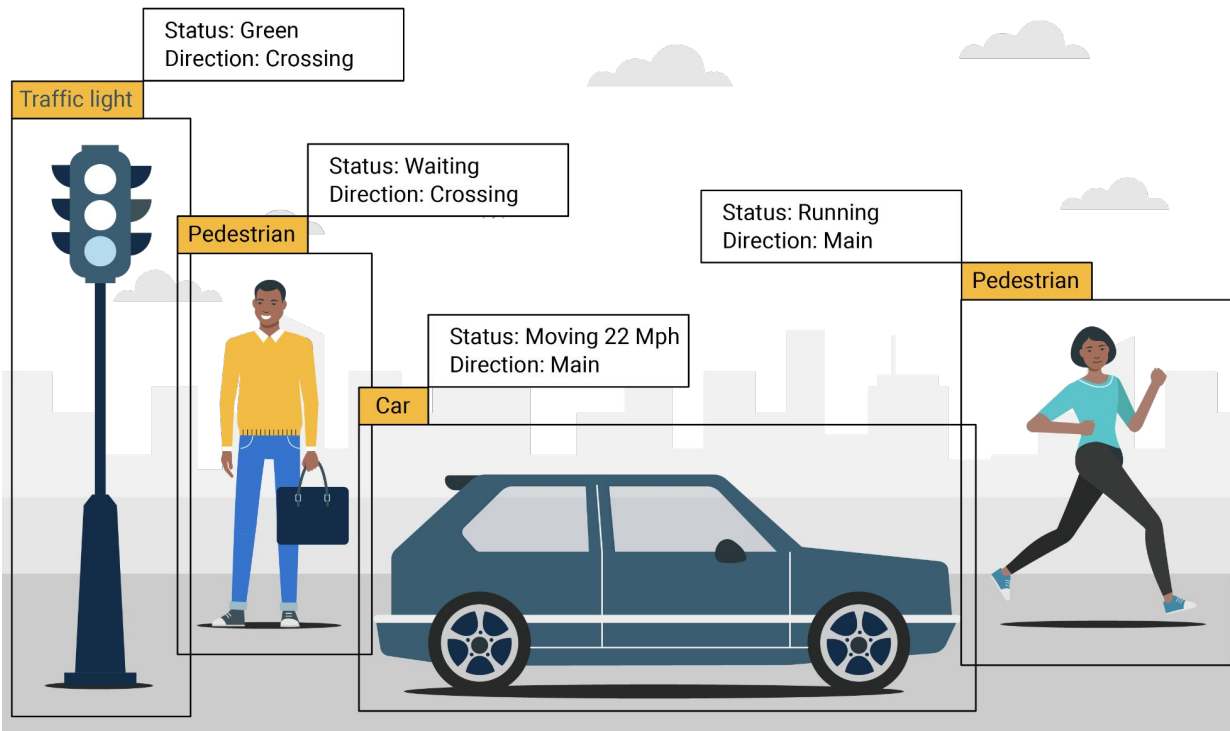 Status: Green
Direction: Crossing
Traffic light
Status: Waiting
Direction: Crossing
Pedestrian
Status: Running
Direction: Main
Pedestrian
Status: Moving 22 Mph
Direction: Main
Car